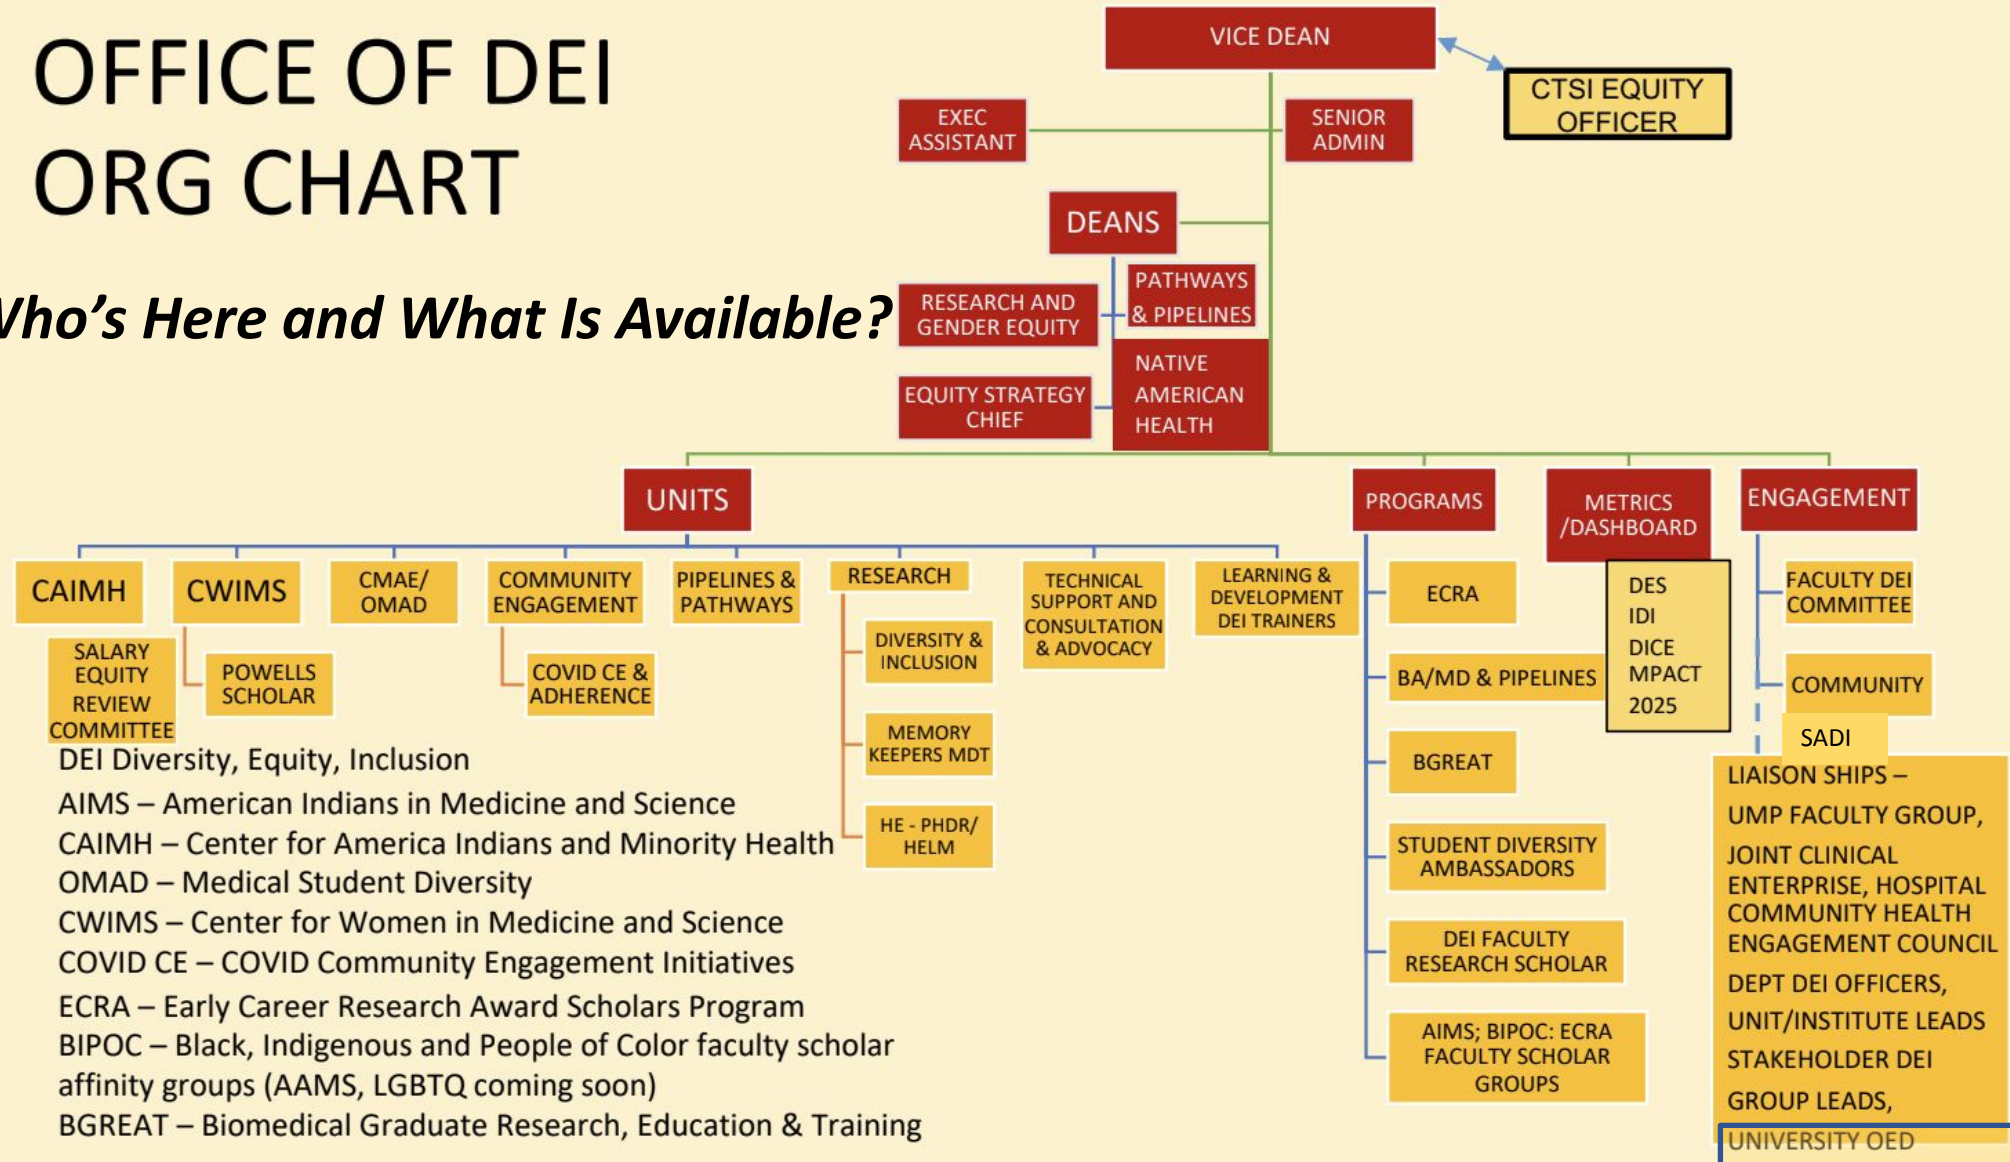 OFFICE OF DEI
ORG CHART
Who's Here and What Is Available?
VICE DEAN
CTSI EQUITY
OFFICER
EXEC
ASSISTANT
SENIOR
ADMIN
DEANS
RESEARCH AND
GENDER EQUITY
PATHWAYS
& PIPELINES
EQUITY STRATEGY
CHIEF
NATIVE
AMERICAN
HEALTH
UNITS
PROGRAMS
METRICS
/DASHBOARD
ENGAGEMENT
CAIMH
SALARY
EQUITY
REVIEW
COMMITTEE
CWIMS
POWELLS
SCHOLAR
CMAE/
OMAD
COMMUNITY
ENGAGEMENT
COVID CE &
ADHERENCE
PIPELINES &
PATHWAYS
RESEARCH
DIVERSITY &
INCLUSION
MEMORY
KEEPERS MDT
HE - PHDR/
HELM
TECHNICAL
SUPPORT AND
CONSULTATION
& ADVOCACY
LEARNING &
DEVELOPMENT
DEI TRAINERS
ECRA
BA/MD & PIPELINES
BGREAT
STUDENT DIVERSITY
AMBASSADORS
DEI FACULTY
RESEARCH SCHOLAR
AIMS; BIPOC: ECRA
FACULTY SCHOLAR
GROUPS
DES
IDI
DICE
MPACT
2025
FACULTY DEI
COMMITTEE
COMMUNITY
SADI
LIAISON SHIPS –
UMP FACULTY GROUP,
JOINT CLINICAL
ENTERPRISE, HOSPITAL
COMMUNITY HEALTH
ENGAGEMENT COUNCIL
DEPT DEI OFFICERS,
UNIT/INSTITUTE LEADS
STAKEHOLDER DEI
GROUP LEADS,
UNIVERSITY OED
DEI Diversity, Equity, Inclusion
AIMS – American Indians in Medicine and Science
CAIMH – Center for America Indians and Minority Health
OMAD – Medical Student Diversity
CWIMS – Center for Women in Medicine and Science
COVID CE – COVID Community Engagement Initiatives
ECRA – Early Career Research Award Scholars Program
BIPOC – Black, Indigenous and People of Color faculty scholar
affinity groups (AAMS, LGBTQ coming soon)
BGREAT – Biomedical Graduate Research, Education & Training